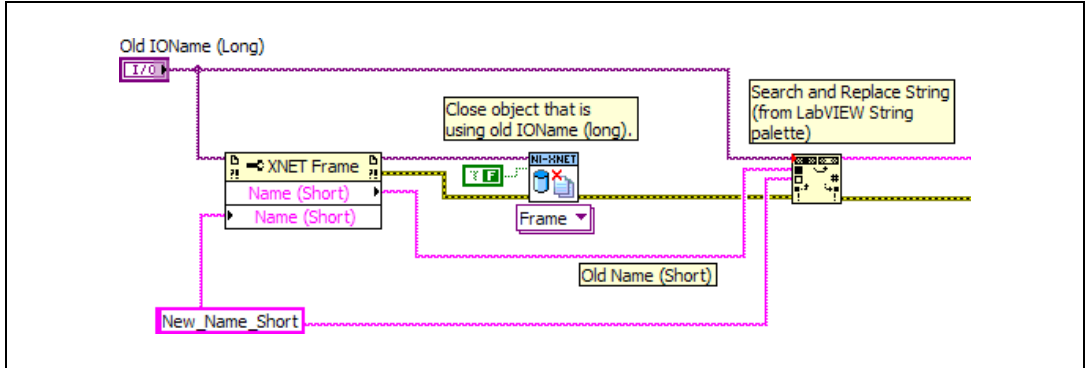 Old IOName (Long)
I/O
Search and Replace String
(from LabVIEW String
palette)
Close object that is
using old IOName (long).
XNET Frame
NI-XNET
?!
?!
Name (Short)
F
Name (Short)
Frame
#
Old Name (Short)
New_Name_Short